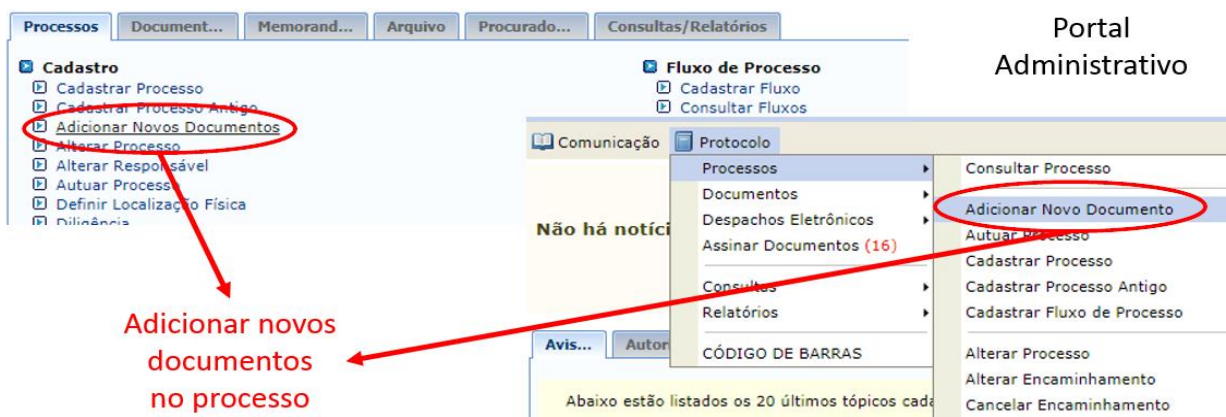 Processos
Document...
Memorand...
Arquivo
Procurado...
Consultas/Relatórios
Portal
Administrativo
Cadastro
Cadastrar Processo
Cadastrar Processo Antigo
Adicionar Novos Documentos
Alterar Processo
Alterar Responsável
Autuar Processo
Definir Localização Física
Diligência
Fluxo de Processo
Cadastrar Fluxo
Consultar Fluxos
Comunicação
Protocolo
Não há notíci
Processos
Documentos
Despachos Eletrônicos
Assinar Documentos (16)
Consultas
Relatórios
CÓDIGO DE BARRAS
Consultar Processo
Adicionar Novo Documento
Autuar Processo
Cadastrar Processo
Cadastrar Processo Antigo
Cadastrar Fluxo de Processo
Alterar Processo
Alterar Encaminhamento
Cancelar Encaminhamento
Avis...
Autor
Abaixo estão listados os 20 últimos tópicos cada
Adicionar novos
documentos
no processo